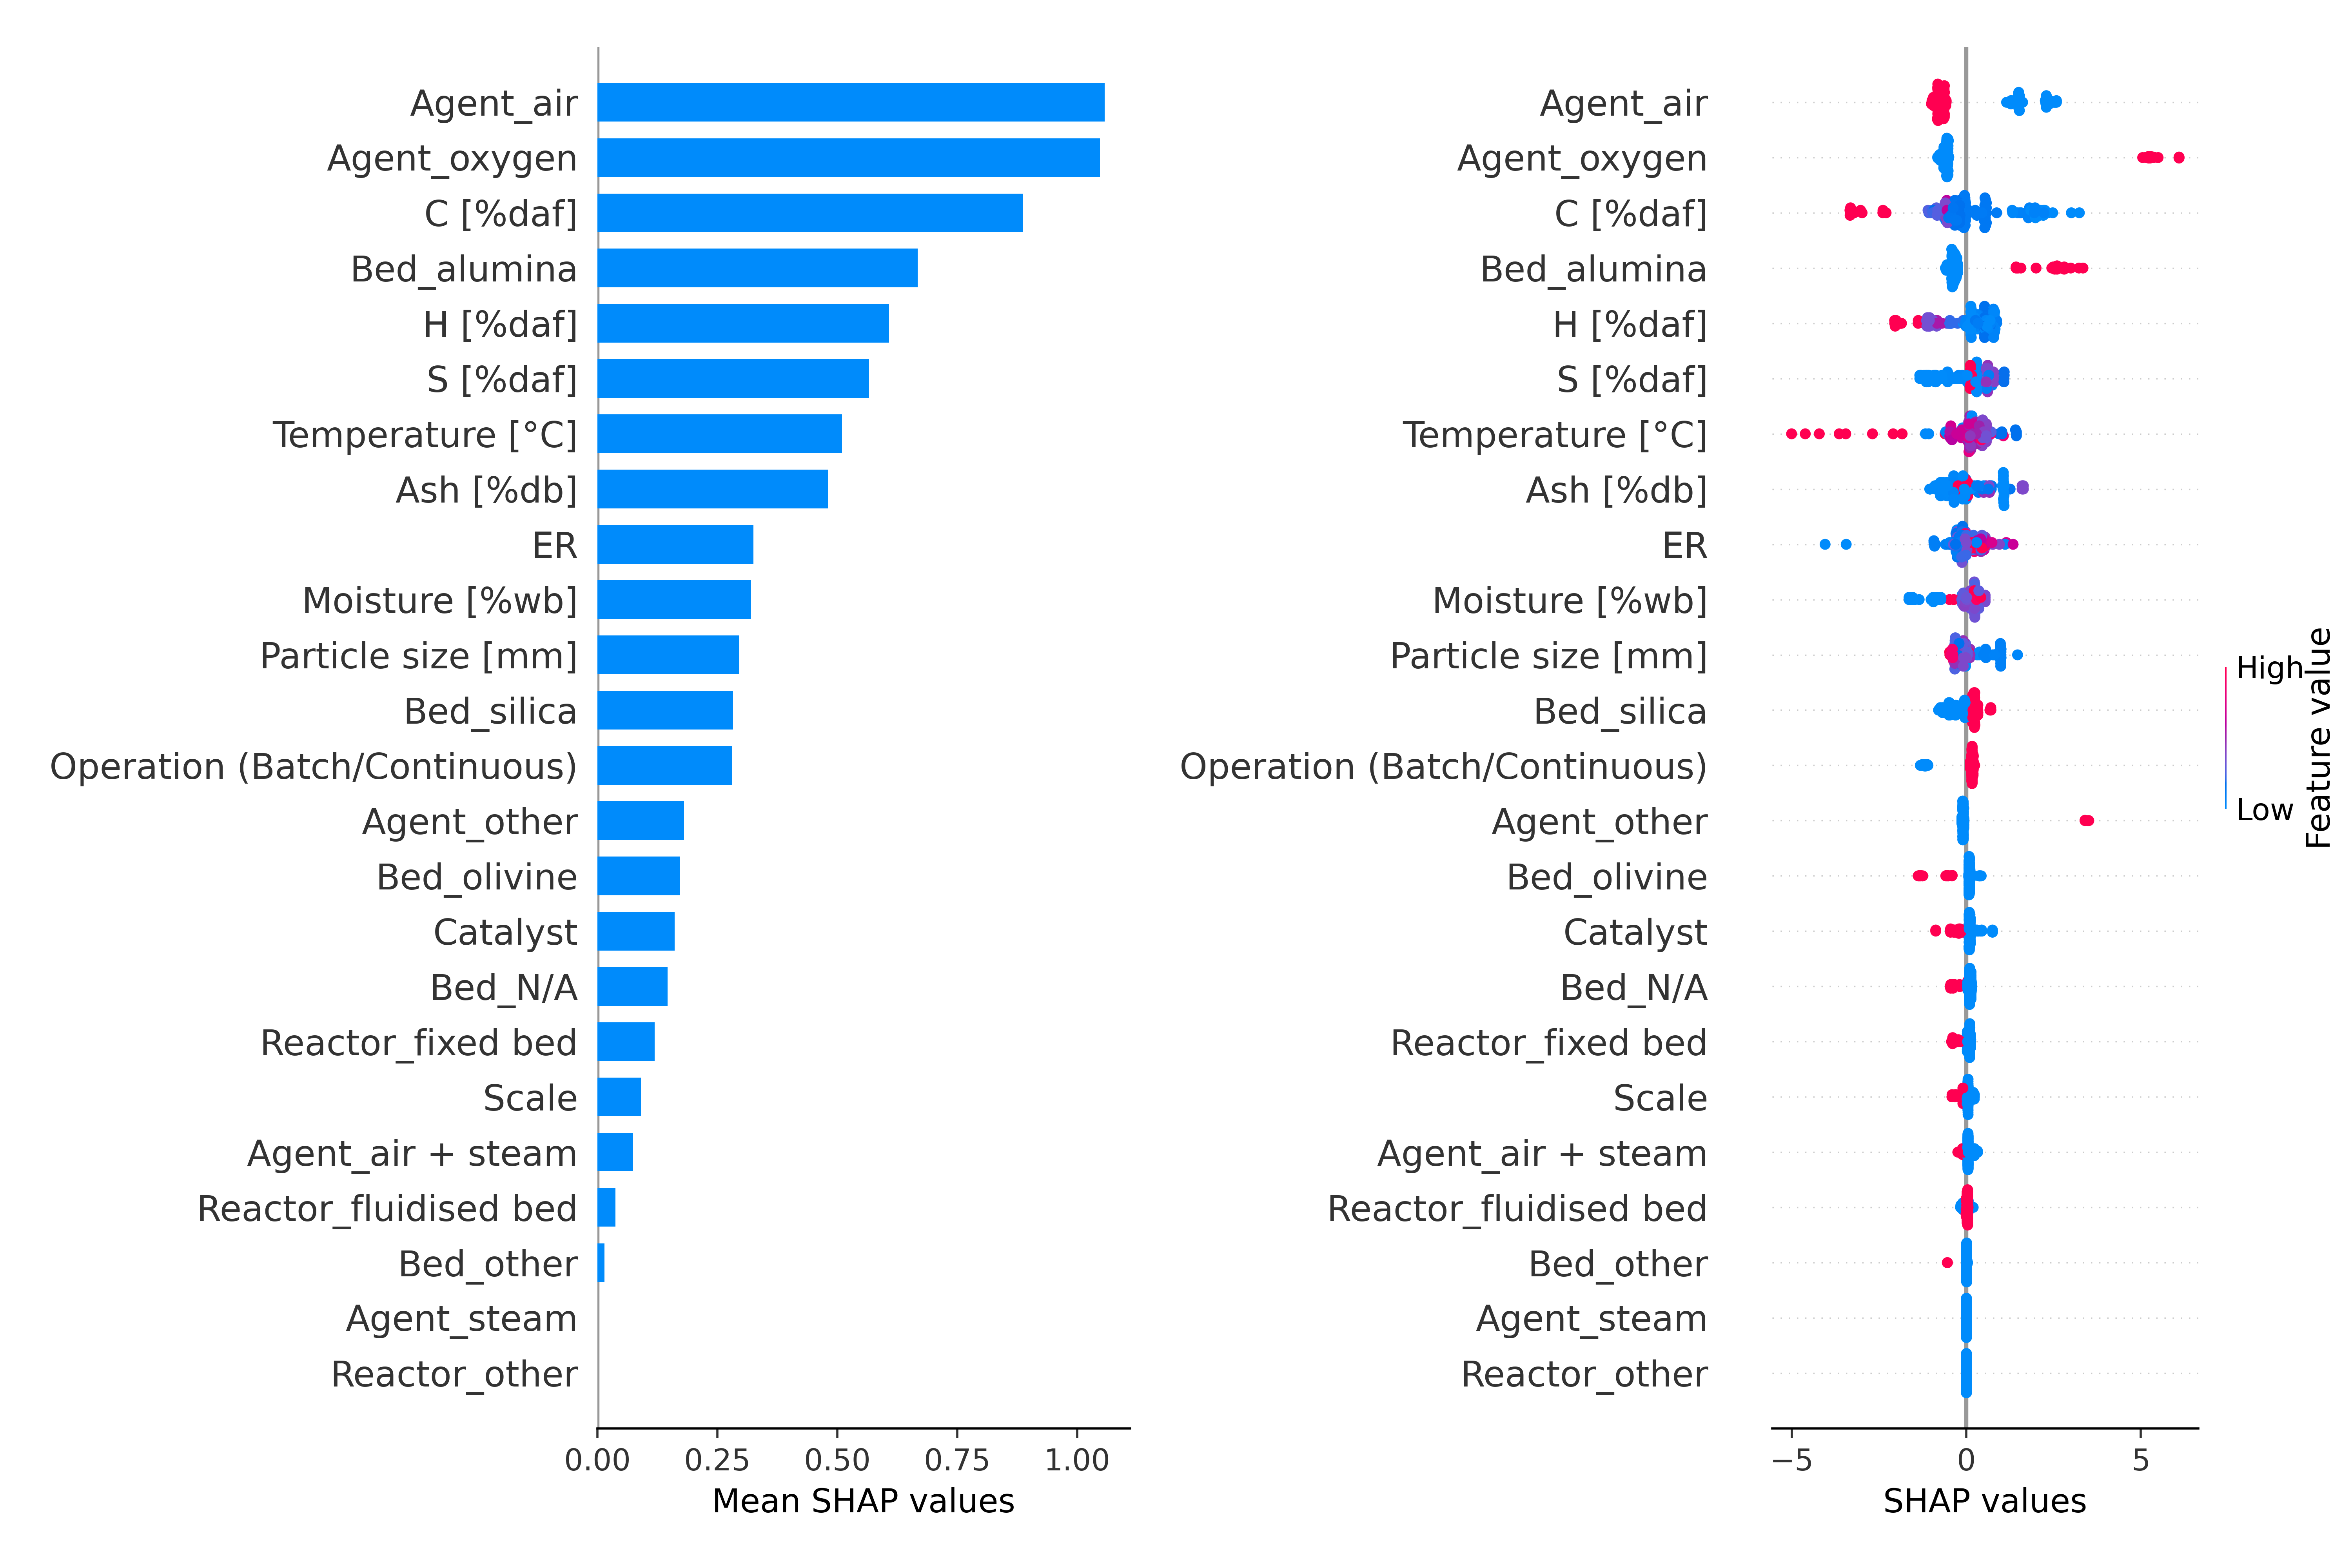 Agent_air
Agent_oxygen
C [%daf]
Bed_alumina
H [%daf]
S [%daf]
Temperature [°C]
Ash [%db]
ER
Moisture [%wb]
Particle size [mm]
Bed_silica
Operation (Batch/Continuous)
Agent_other
Bed_olivine
Catalyst
Bed_N/A
Reactor_fixed bed
Scale
Agent_air + steam
Reactor_fluidised bed
Bed_other
Agent_steam
Reactor_other
0.00 0.25 0.50 0.75 1.00
Mean SHAP values
Agent_air
Agent_oxygen
C [%daf]
Bed_alumina
H [%daf]
S [%daf]
Temperature [°C]
Ash [%db]
ER
Moisture [%wb]
Particle size [mm]
Bed_silica
Operation (Batch/Continuous)
Agent_other
Bed_olivine
Catalyst
Bed_N/A
Reactor_fixed bed
Scale
Agent_air + steam
Reactor_fluidised bed
Bed_other
Agent_steam
Reactor_other
−5 0 5
SHAP values
High
Low
Feature value